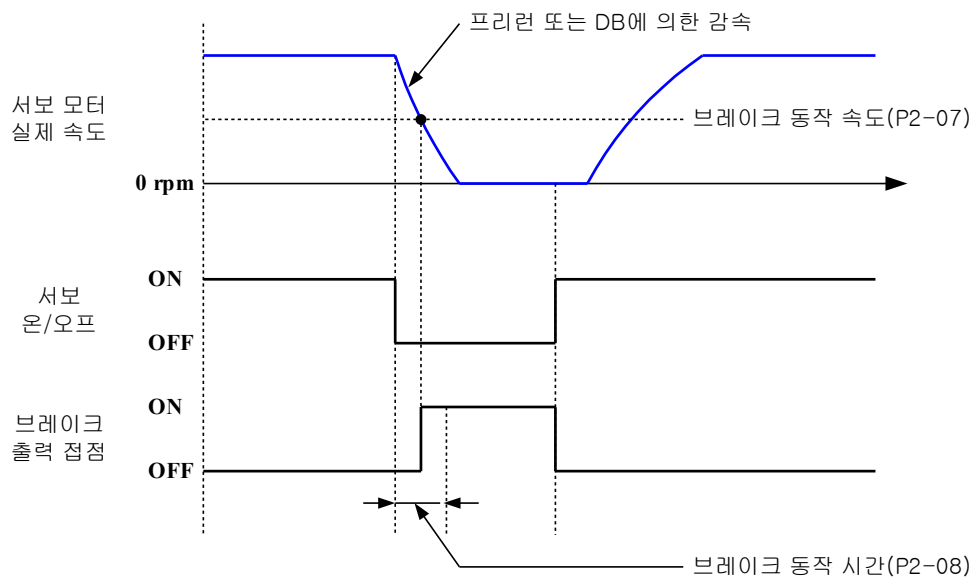 프리런 또는 DB에 의한 감속
서보 모터
실제 속도
브레이크 동작 속도(P2-07)
0 rpm
ON
서보
온/오프
OFF
ON
브레이크
출력 접점
OFF
브레이크 동작 시간(P2-08)